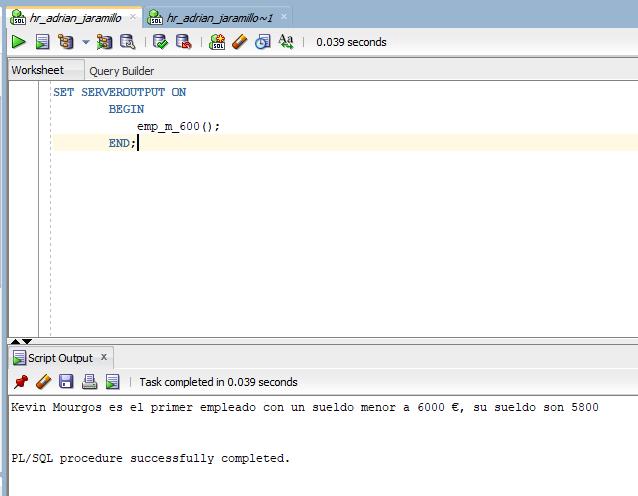 hr_adrian_jaramillo
hr_adrian_jaramillo~1
0.039 seconds
Worksheet
Query Builder
SET SERVEROUTPUT ON
BEGIN
emp_m_600();
END;
Script Output
Task completed in 0.039 seconds
Kevin Mourgos es el primer empleado con un sueldo menor a 6000 €, su sueldo son 5800
PL/SQL procedure successfully completed.